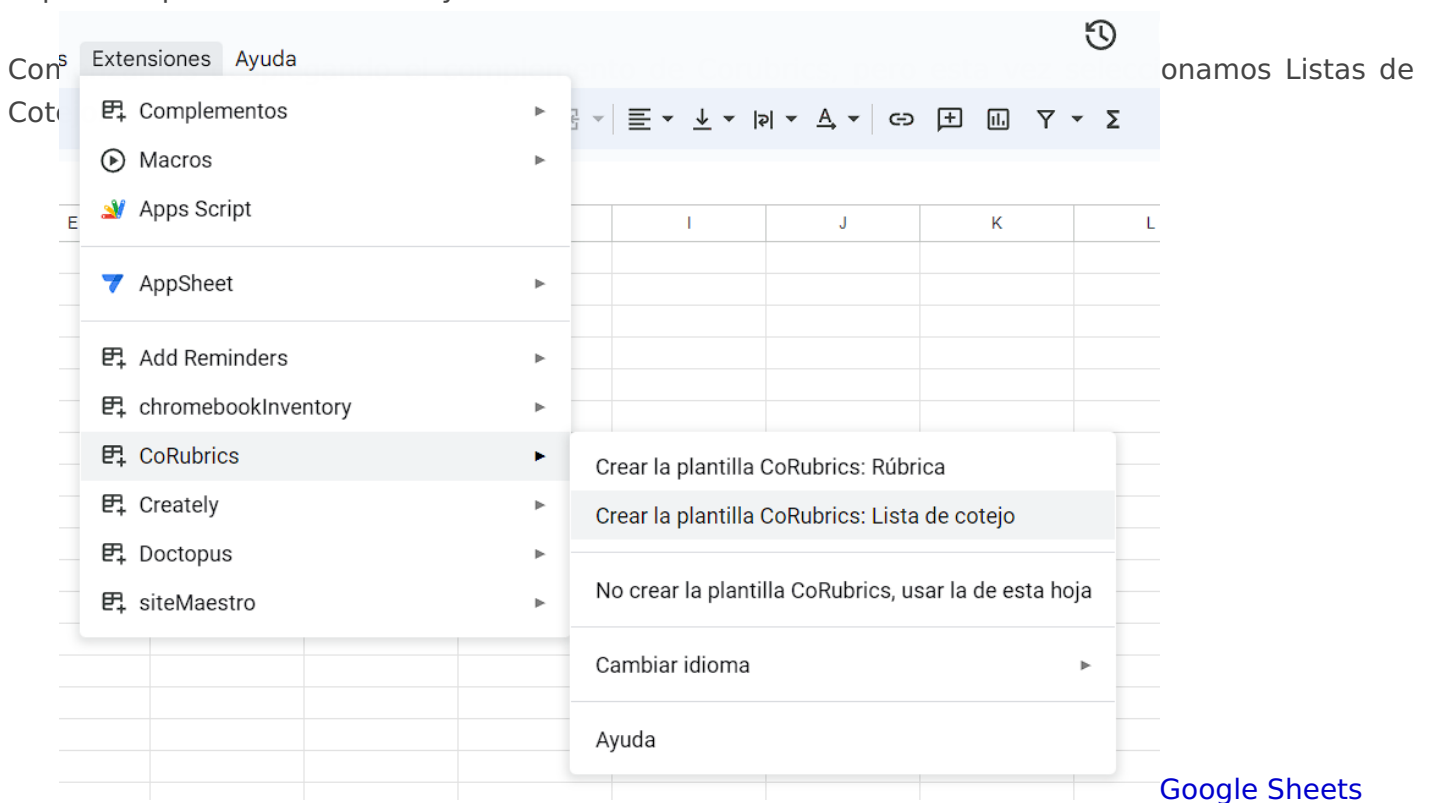 s Extensiones Ayuda
onamos Listas de
Complementos
Macros
Apps Script
E I J K L
AppSheet
Add Reminders
chromebookInventory
CoRubrics
Crear la plantilla CoRubrics: Rúbrica
Creately
Crear la plantilla CoRubrics: Lista de cotejo
Doctopus
No crear la plantilla CoRubrics, usar la de esta hoja
siteMaestro
Cambiar idioma
Ayuda
Google Sheets